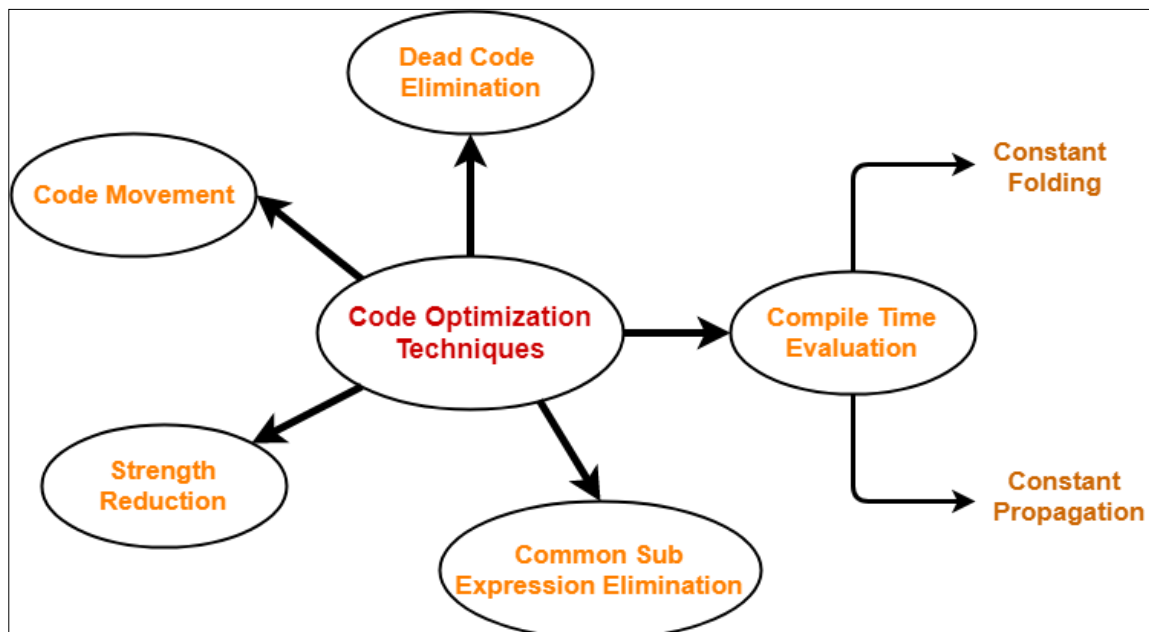 Dead Code
Elimination
Code Movement
Constant
Folding
Code Optimization
Techniques
Compile Time
Evaluation
Strength
Reduction
Constant
Propagation
Common Sub
Expression Elimination